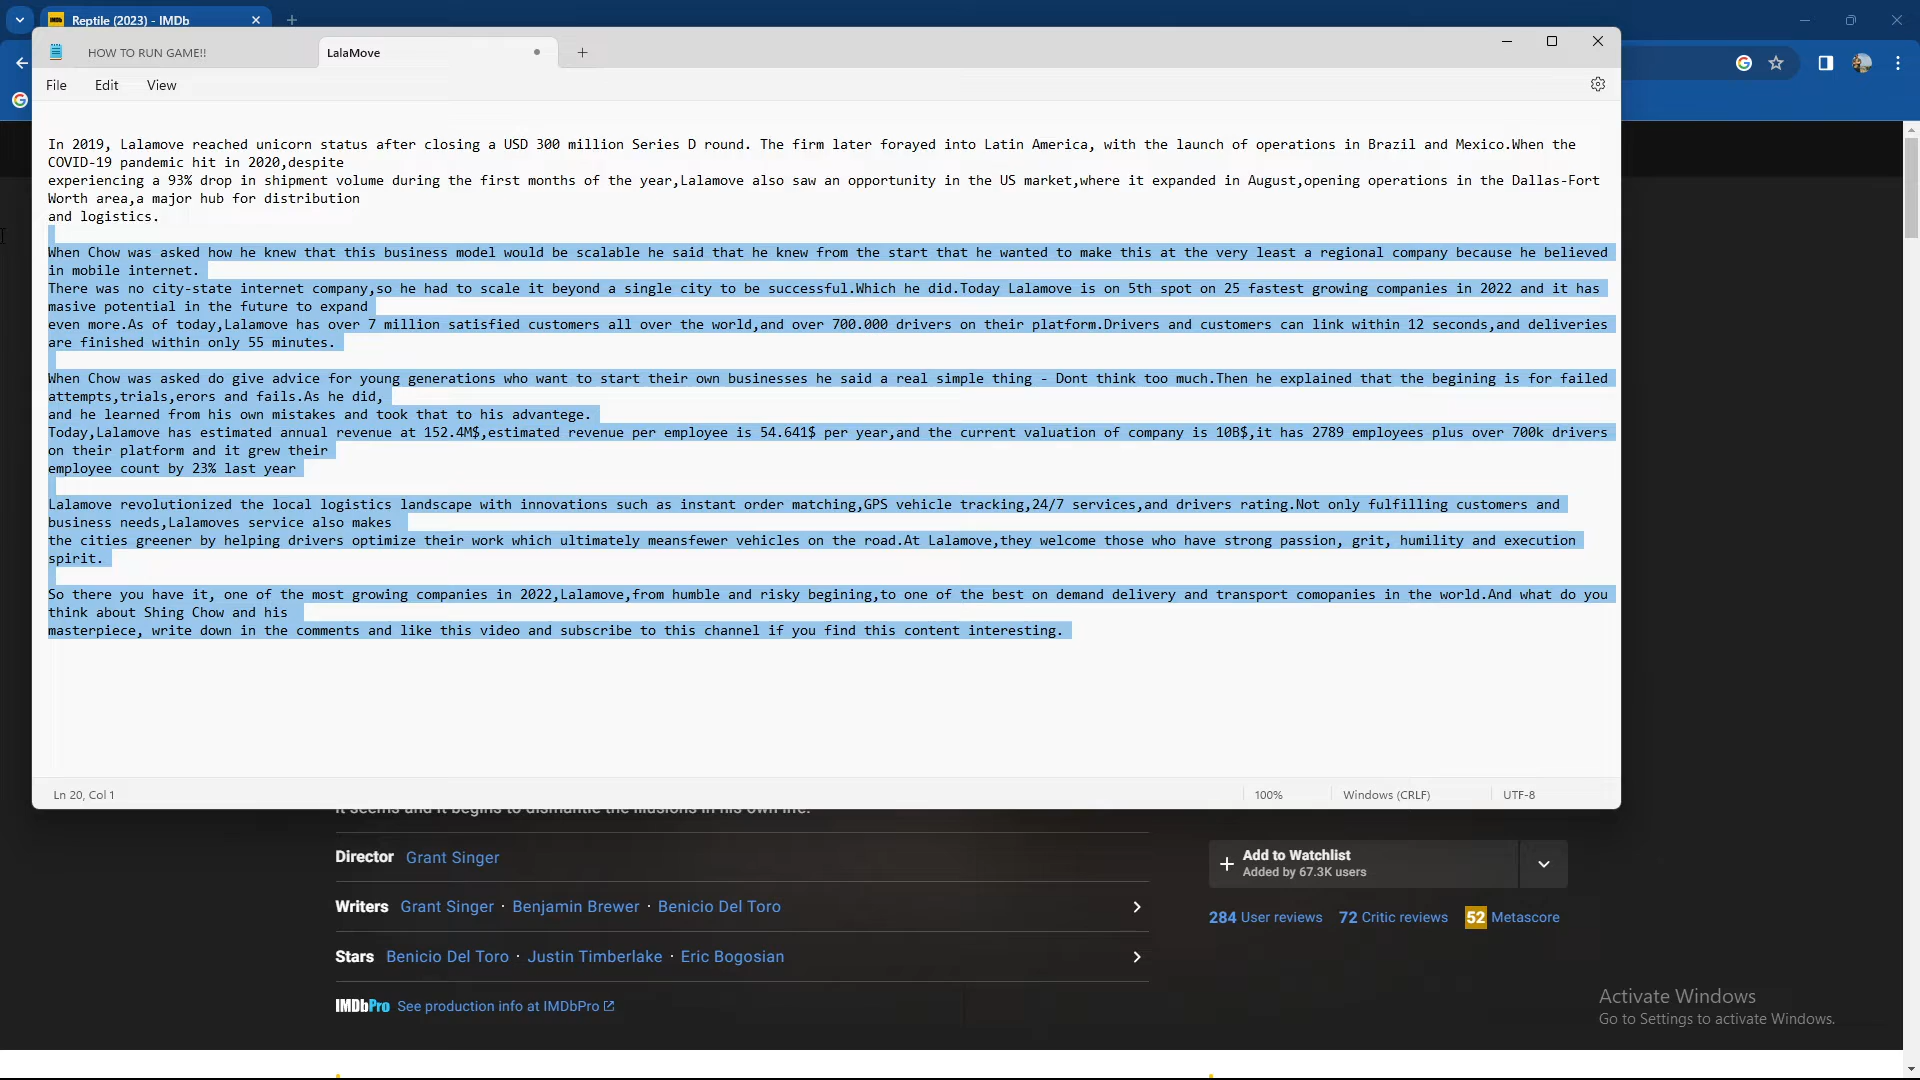 Reptile (2023) - IMDb
HOW TO RUN GAME!!
LalaMove
File Edit View
In 2019, Lalamove reached unicorn status after closing a USD 300 million Series D round. The firm later forayed into Latin America, with the launch of operations in Brazil and Mexico.When the
COVID-19 pandemic hit in 2020,despite
experiencing a 93% drop in shipment volume during the first months of the year,Lalamove also saw an opportunity in the US market,where it expanded in August,opening operations in the Dallas-Fort
Worth area,a major hub for distribution
and logistics.
When Chow was asked how he knew that this business model would be scalable he said that he knew from the start that he wanted to make this at the very least a regional company because he believed
in mobile internet.
There was no city-state internet company,so he had to scale it beyond a single city to be successful.Which he did.Today Lalamove is on 5th spot on 25 fastest growing companies in 2022 and it has
masive potential in the future to expand
even more.As of today,Lalamove has over 7 million satisfied customers all over the world,and over 700.000 drivers on their platform.Drivers and customers can link within 12 seconds,and deliveries
are finished within only 55 minutes.
When Chow was asked do give advice for young generations who want to start their own businesses he said a real simple thing - Dont think too much.Then he explained that the begining is for failed
attempts,trials,erors and fails.As he did,
and he learned from his own mistakes and took that to his advantege.
Today,Lalamove has estimated annual revenue at 152.4M$,estimated revenue per employee is 54.641$ per year,and the current valuation of company is 10B$,it has 2789 employees plus over 700k drivers
on their platform and it grew their
employee count by 23% last year
Lalamove revolutionized the local logistics landscape with innovations such as instant order matching,GPS vehicle tracking,24/7 services,and drivers rating.Not only fulfilling customers and
business needs,Lalamoves service also makes
the cities greener by helping drivers optimize their work which ultimately meansfewer vehicles on the road.At Lalamove,they welcome those who have strong passion, grit, humility and execution
spirit.
So there you have it, one of the most growing companies in 2022,Lalamove,from humble and risky begining,to one of the best on demand delivery and transport comopanies in the world.And what do you
think about Shing Chow and his
masterpiece, write down in the comments and like this video and subscribe to this channel if you find this content interesting.
Ln 20, Col 1
100%
Windows (CRLF)
UTF-8
it seems and it begins to dismantle the illusions in his own life.
Director Grant Singer
Writers Grant Singer · Benjamin Brewer · Benicio Del Toro
Stars Benicio Del Toro · Justin Timberlake · Eric Bogosian
IMDbPro See production info at IMDbPro
Add to Watchlist
Added by 67.3K users
284 User reviews 72 Critic reviews 52 Metascore
Activate Windows
Go to Settings to activate Windows.